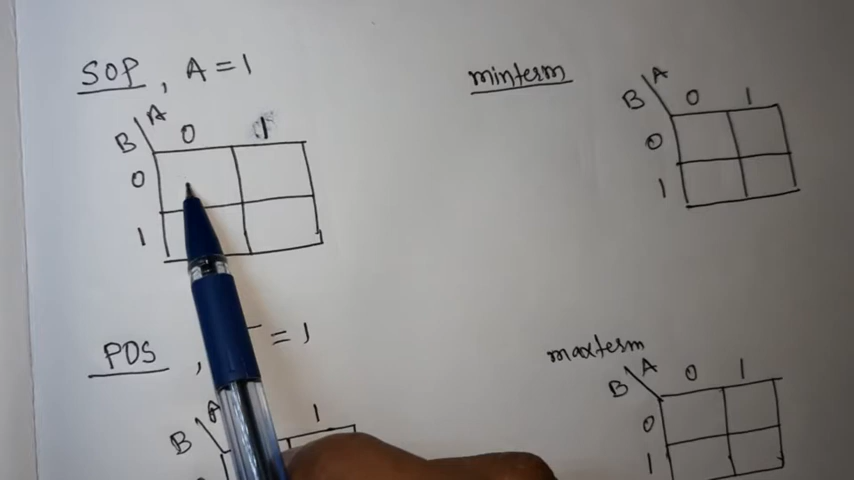 SOP, A = 1
B A 0 1
0
1
minterm
B A 0 1
0
1
POS, = 1
B A 1
maxterm
B A 0 1
0
1